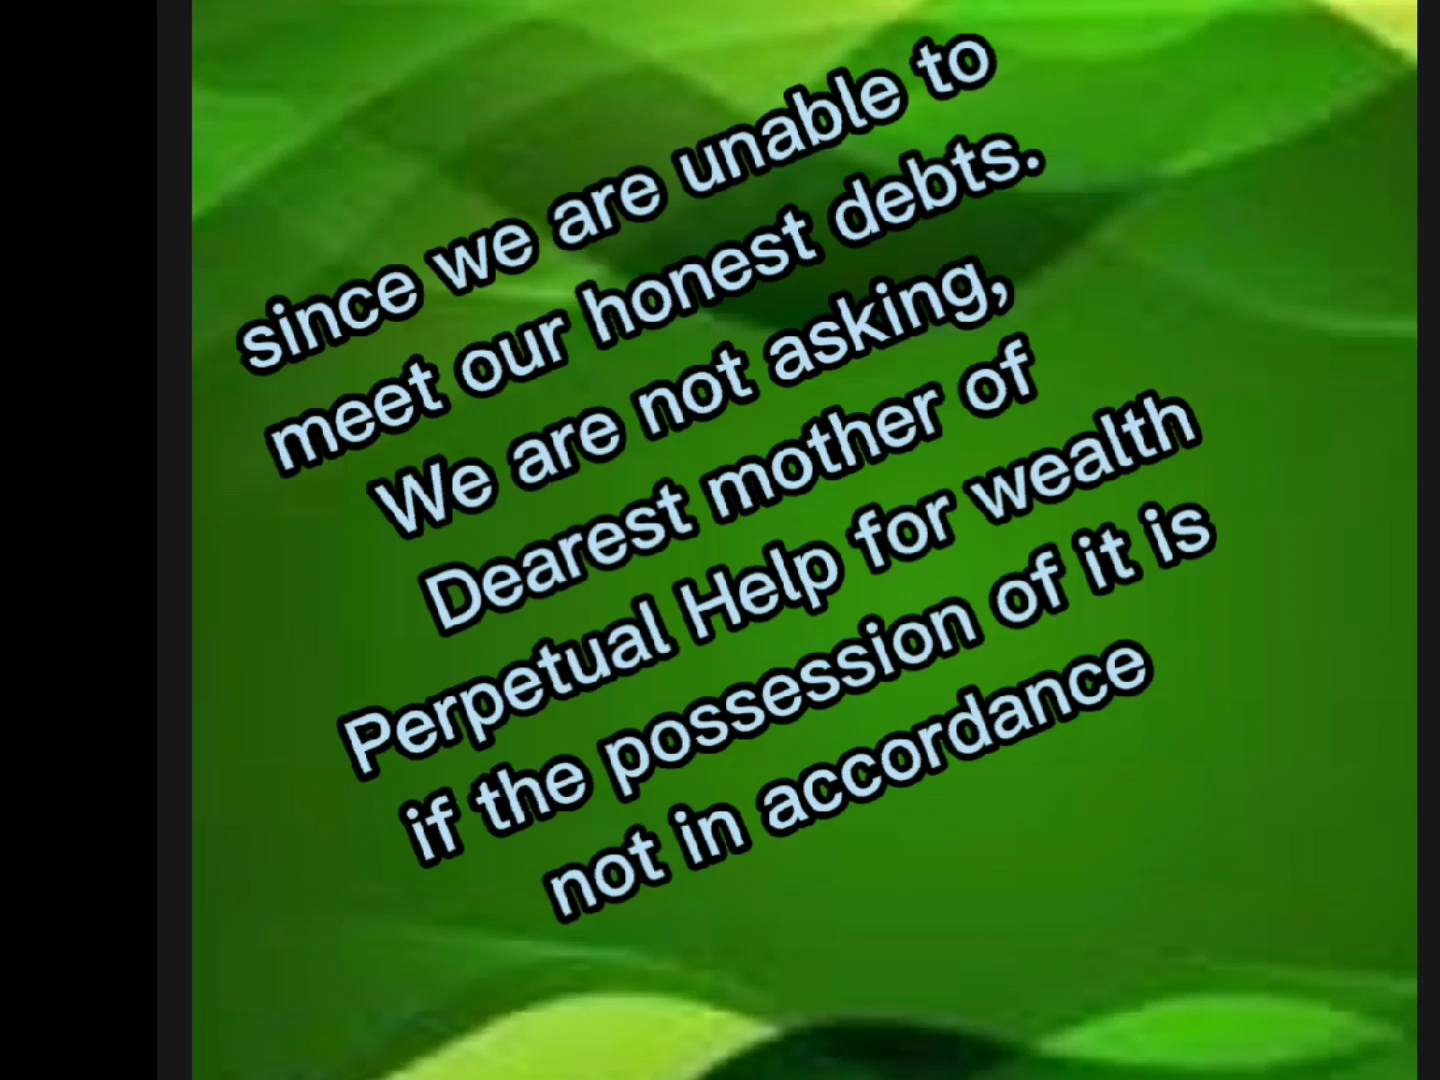 since we are unable to
meet our honest debts.
We are not asking,
Dearest mother of
Perpetual Help for wealth
if the possession of it is
not in accordance